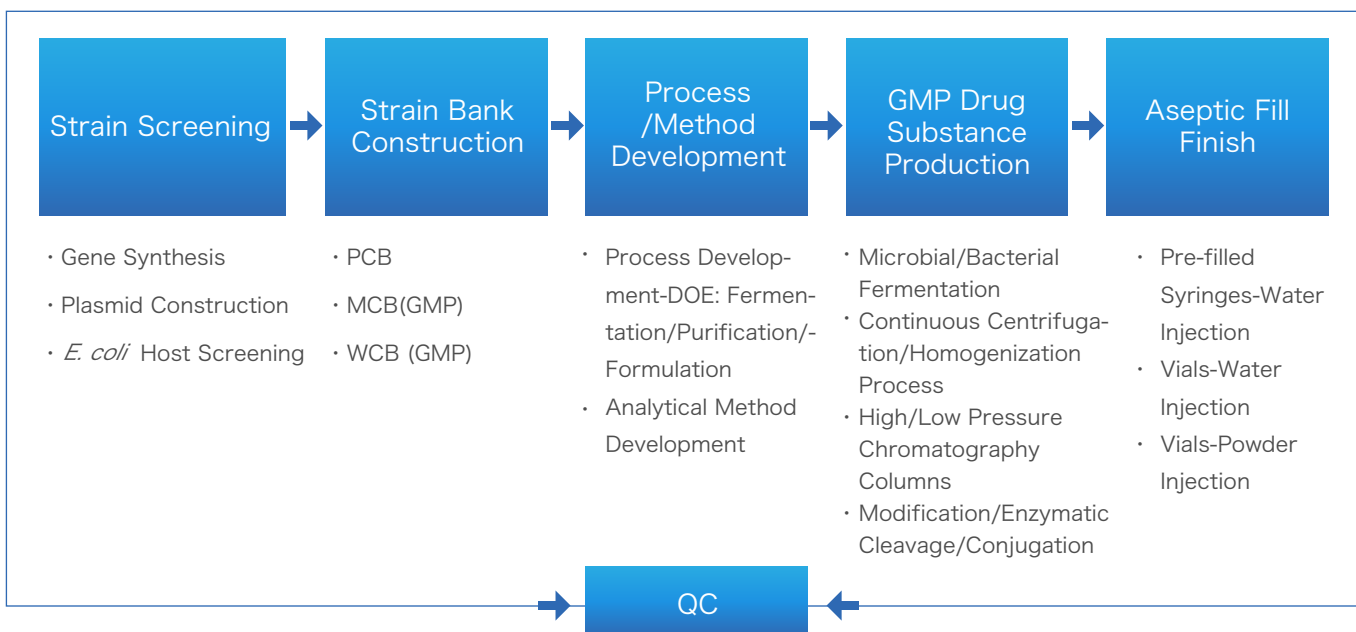 Strain Screening
Strain Bank
Construction
Process
/Method
Development
GMP Drug
Substance
Production
Aseptic Fill
Finish
· Gene Synthesis
· Plasmid Construction
· E. coli Host Screening
· PCB
· MCB(GMP)
· WCB (GMP)
· Process Develop-
ment-DOE: Fermen-
tation/Purification/-
Formulation
· Analytical Method
Development
· Microbial/Bacterial
Fermentation
· Continuous Centrifuga-
tion/Homogenization
Process
· High/Low Pressure
Chromatography
Columns
· Modification/Enzymatic
Cleavage/Conjugation
· Pre-filled
Syringes-Water
Injection
· Vials-Water
Injection
· Vials-Powder
Injection
QC